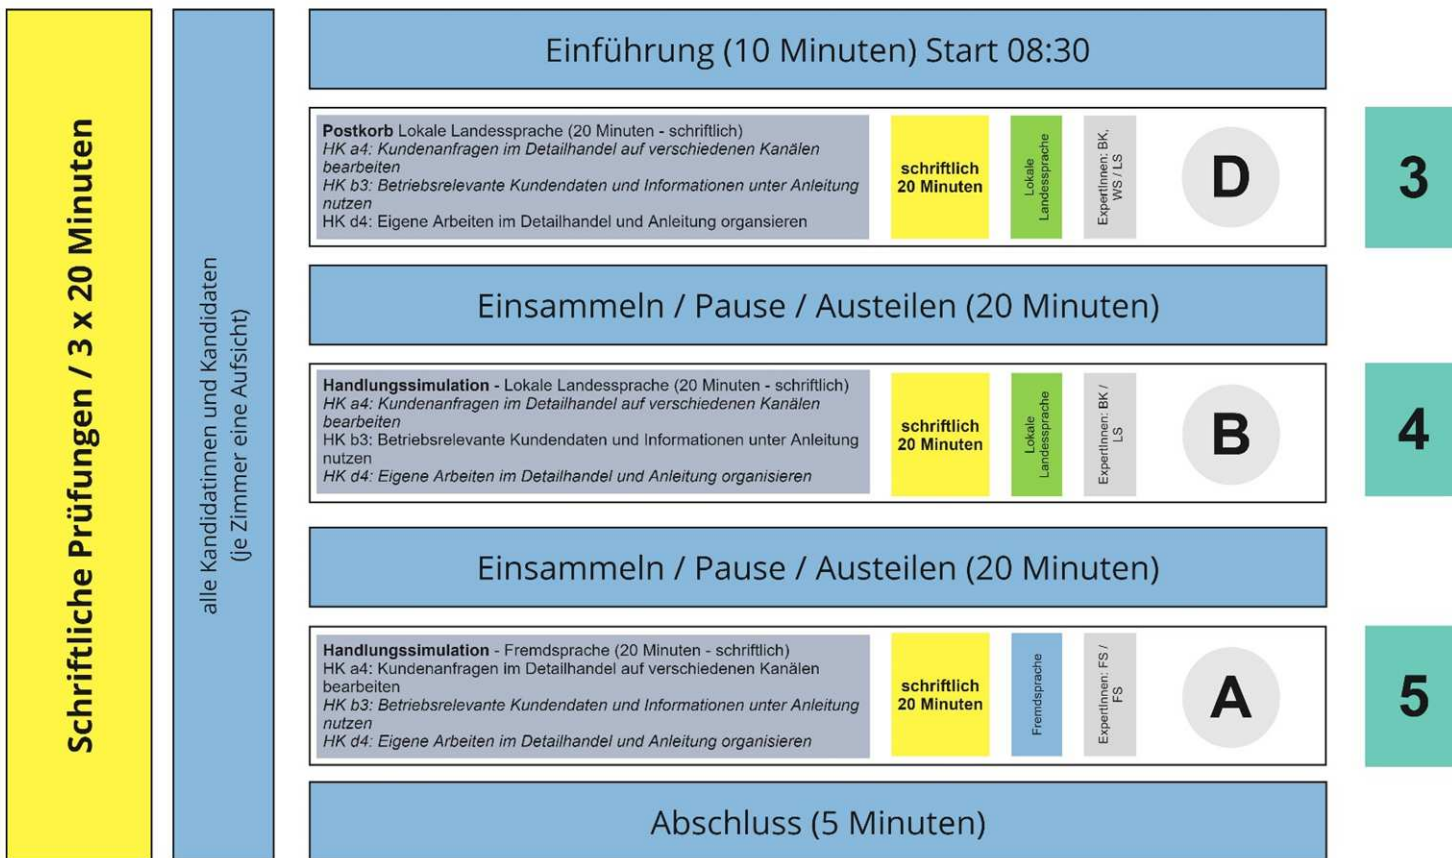 Schriftliche Prüfungen / 3 x 20 Minuten
alle Kandidatinnen und Kandidaten
(je Zimmer eine Aufsicht)
Einführung (10 Minuten) Start 08:30
Postkorb Lokale Landessprache (20 Minuten - schriftlich)
HK a4: Kundenanfragen im Detailhandel auf verschiedenen Kanälen
bearbeiten
HK b3: Betriebsrelevante Kundendaten und Informationen unter Anleitung
nutzen
HK d4: Eigene Arbeiten im Detailhandel und Anleitung organsieren
schriftlich
20 Minuten
Lokale
Landessprache
ExpertInnen: BK,
WS / LS
D
3
Einsammeln / Pause / Austeilen (20 Minuten)
Handlungssimulation - Lokale Landessprache (20 Minuten - schriftlich)
HK a4: Kundenanfragen im Detailhandel auf verschiedenen Kanälen
bearbeiten
HK b3: Betriebsrelevante Kundendaten und Informationen unter Anleitung
nutzen
HK d4: Eigene Arbeiten im Detailhandel und Anleitung organisieren
schriftlich
20 Minuten
Lokale
Landessprache
ExpertInnen: BK /
LS
B
4
Einsammeln / Pause / Austeilen (20 Minuten)
Handlungssimulation - Fremdsprache (20 Minuten - schriftlich)
HK a4: Kundenanfragen im Detailhandel auf verschiedenen Kanälen
bearbeiten
HK b3: Betriebsrelevante Kundendaten und Informationen unter Anleitung
nutzen
HK d4: Eigene Arbeiten im Detailhandel und Anleitung organisieren
schriftlich
20 Minuten
Fremdsprache
ExpertInnen: FS /
FS
A
5
Abschluss (5 Minuten)